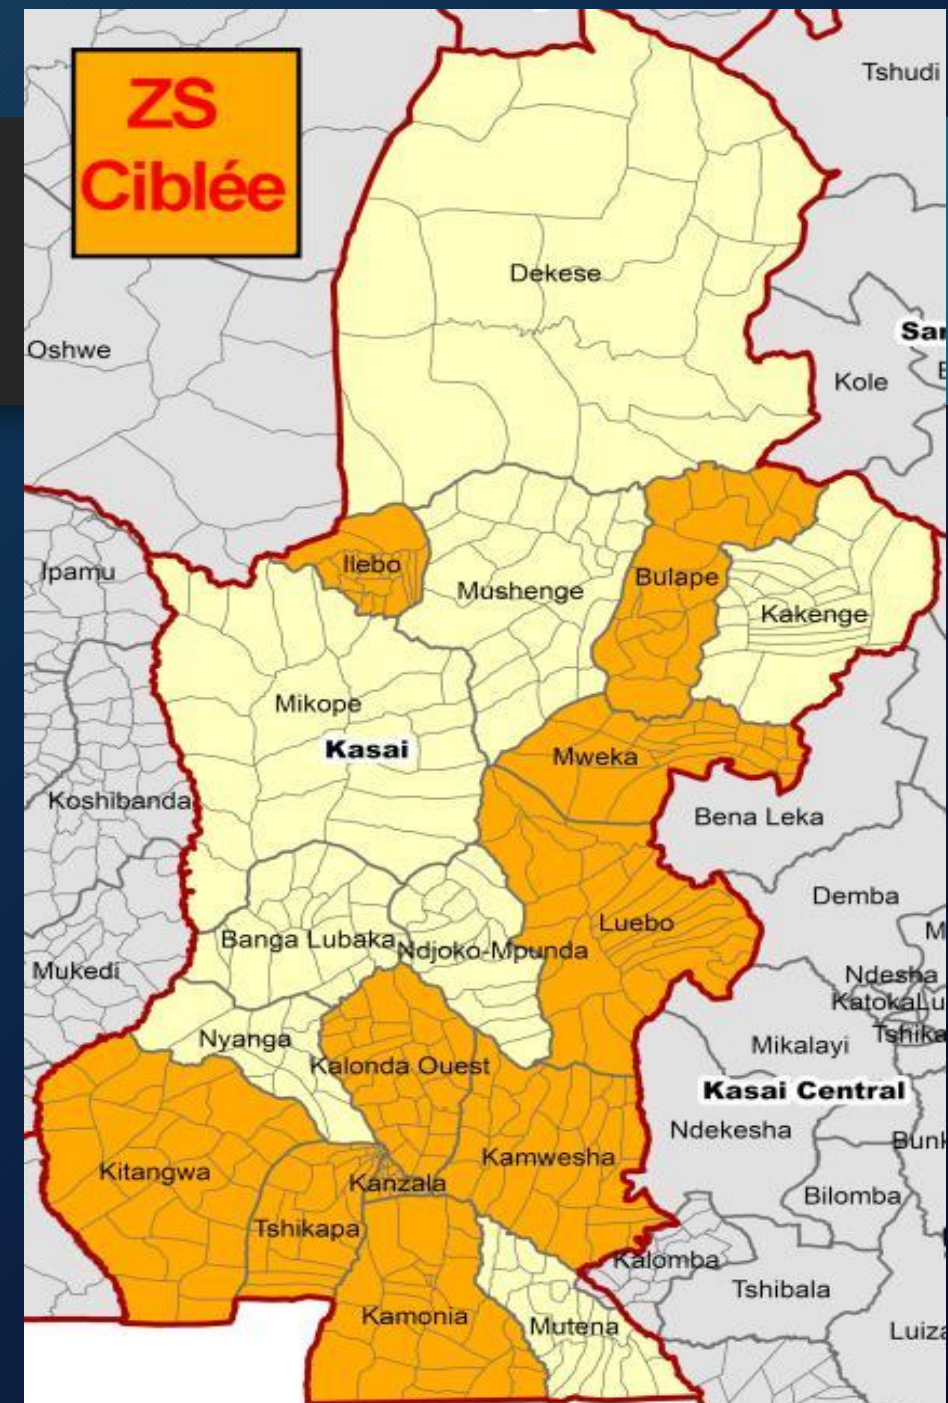 ZS
Ciblée
Tshudi
Dekese
Oshwe
Kole
Ilebo
Ipamu
Mushenge
Bulape
Kakenge
Mikope
Kasai
Mweka
Koshibanda
Bena Leka
Demba
Luebo
Banga Lubaka
Ndjoko-Mpunda
Mukedi
Ndesha
Katoka
Nyanga
Mikalayi
Kalonda Ouest
Kasai Central
Ndekesha
Kamwesha
Kitangwa
Kanzala
Bilomba
Tshikapa
Kalomba
Tshibala
Kamonia
Mutena